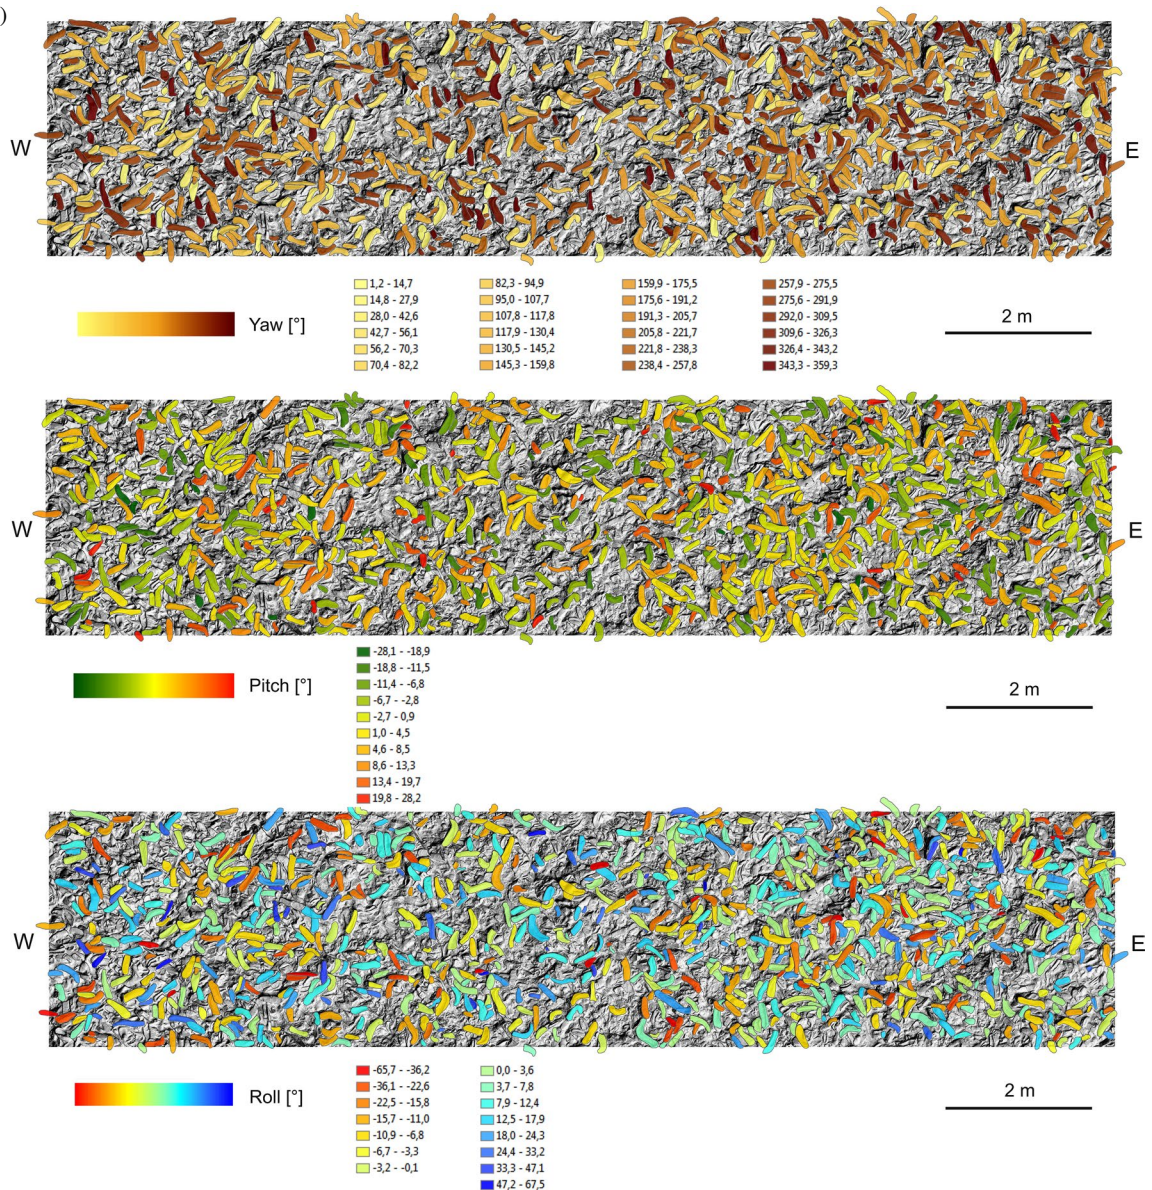 )
W
E
1,2 - 14,7
14,8 - 27,9
28,0 - 42,6
42,7 - 56,1
56,2 - 70,3
70,4 - 82,2
82,3 - 94,9
95,0 - 107,7
107,8 - 117,8
117,9 - 130,4
130,5 - 145,2
145,3 - 159,8
159,9 - 175,5
175,6 - 191,2
191,3 - 205,7
205,8 - 221,7
221,8 - 238,3
238,4 - 257,8
257,9 - 275,5
275,6 - 291,9
292,0 - 309,5
309,6 - 326,3
326,4 - 343,2
343,3 - 359,3
Yaw [°]
2 m
W
E
-28,1 - -18,9
-18,8 - -11,5
-11,4 - -6,8
-6,7 - -2,8
-2,7 - 0,9
1,0 - 4,5
4,6 - 8,5
8,6 - 13,3
13,4 - 19,7
19,8 - 28,2
Pitch [°]
2 m
W
E
-65,7 - -36,2
-36,1 - -22,6
-22,5 - -15,8
-15,7 - -11,0
-10,9 - -6,8
-6,7 - -3,3
-3,2 - -0,1
0,0 - 3,6
3,7 - 7,8
7,9 - 12,4
12,5 - 17,9
18,0 - 24,3
24,4 - 33,2
33,3 - 47,1
47,2 - 67,5
Roll [°]
2 m